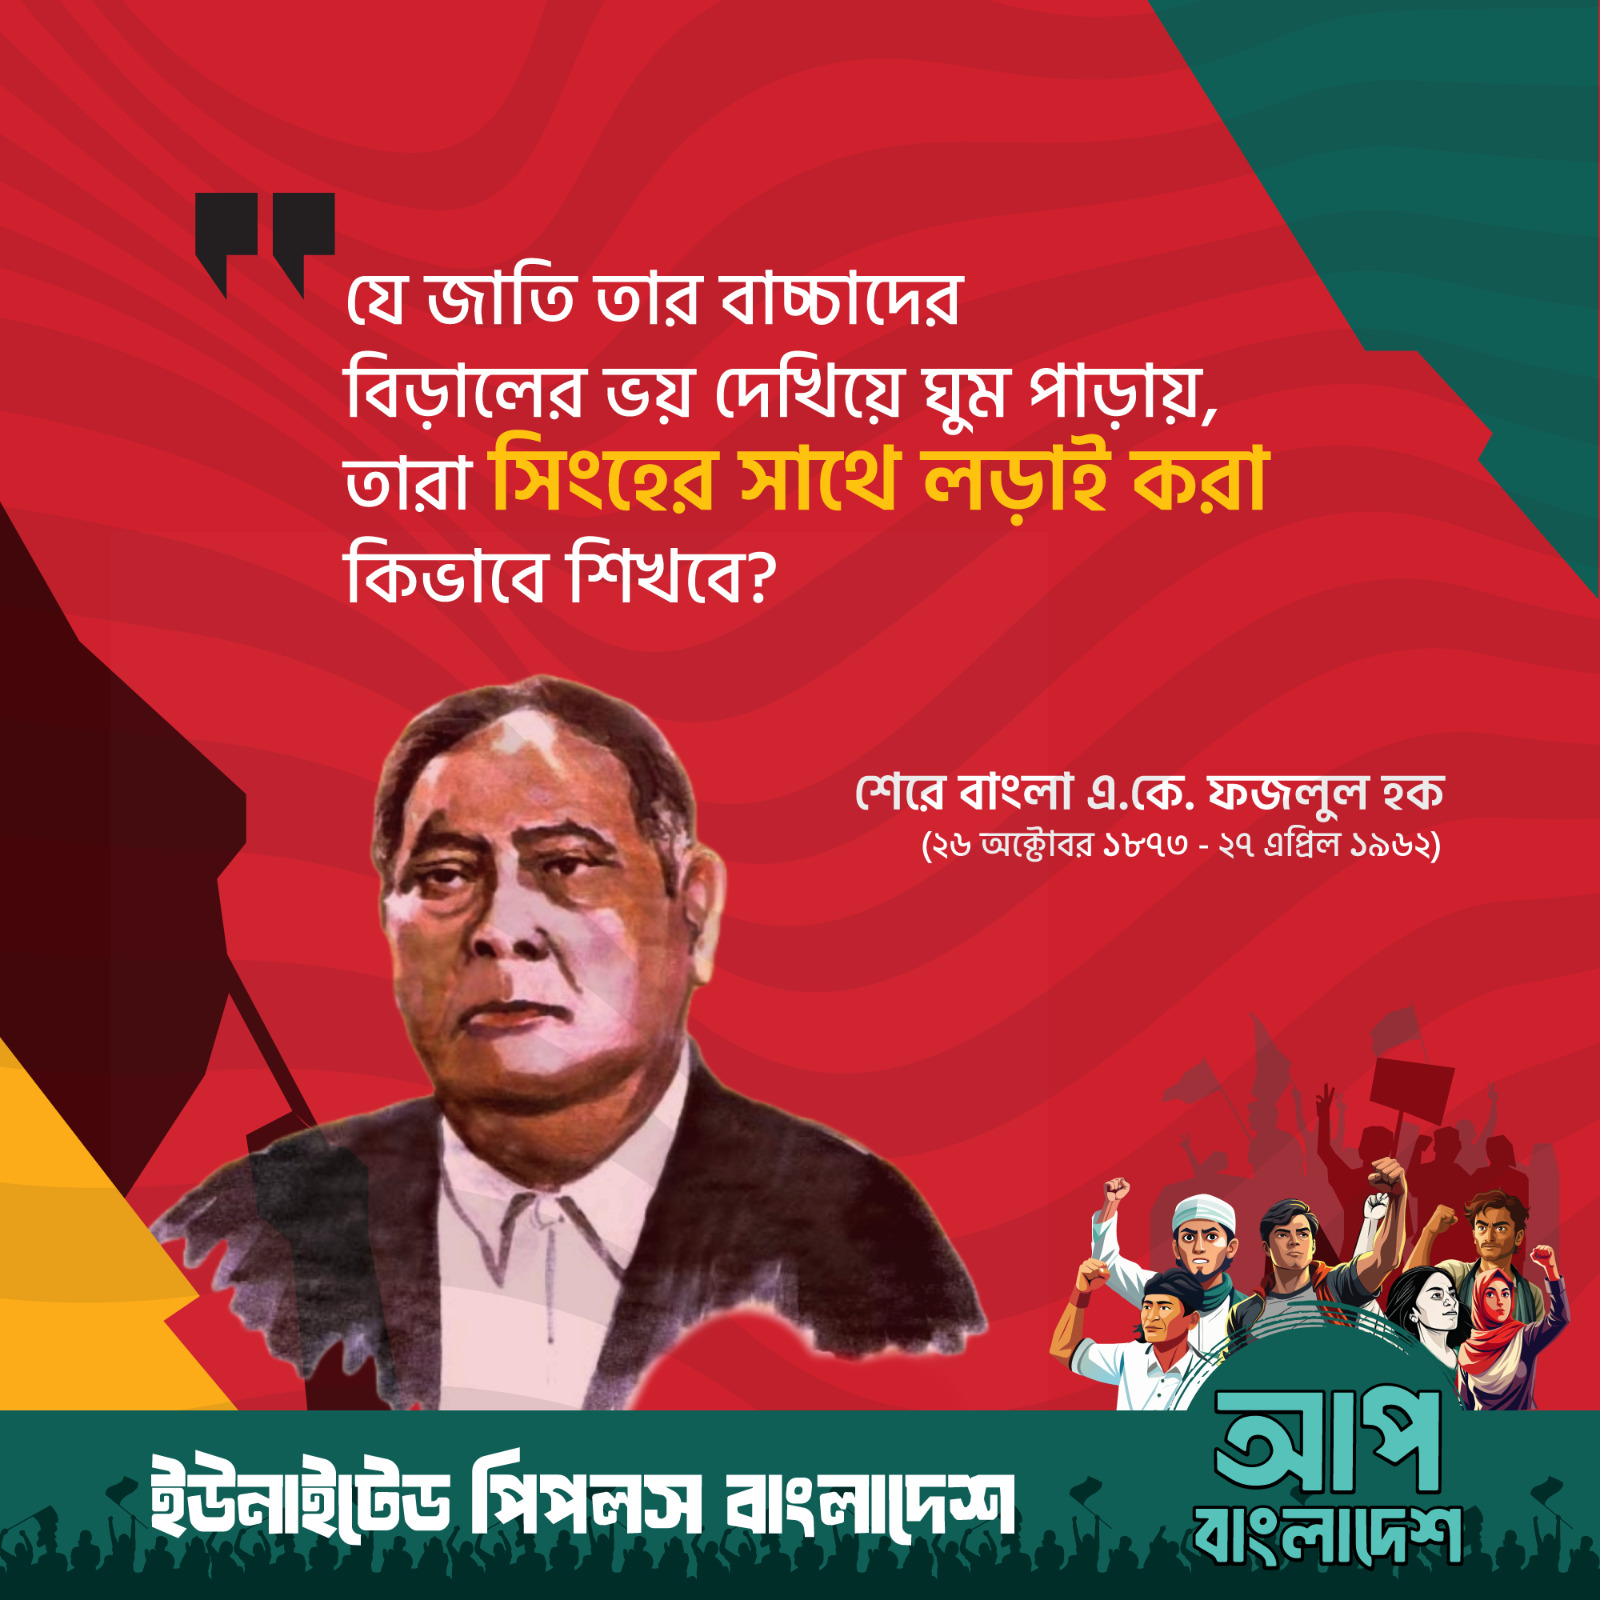 যে জাতি তার বাচ্চাদের
বিড়ালের ভয় দেখিয়ে ঘুম পাড়ায়,
তারা সিংহের সাথে লড়াই করা
কিভাবে শিখবে?
শেরে বাংলা এ.কে. ফজলুল হক
(২৬ অক্টোবর ১৮৭৩ - ২৭ এপ্রিল ১৯৬২)
ইউনাইটেড পিপলস বাংলাদেশ
আপ
বাংলাদেশ